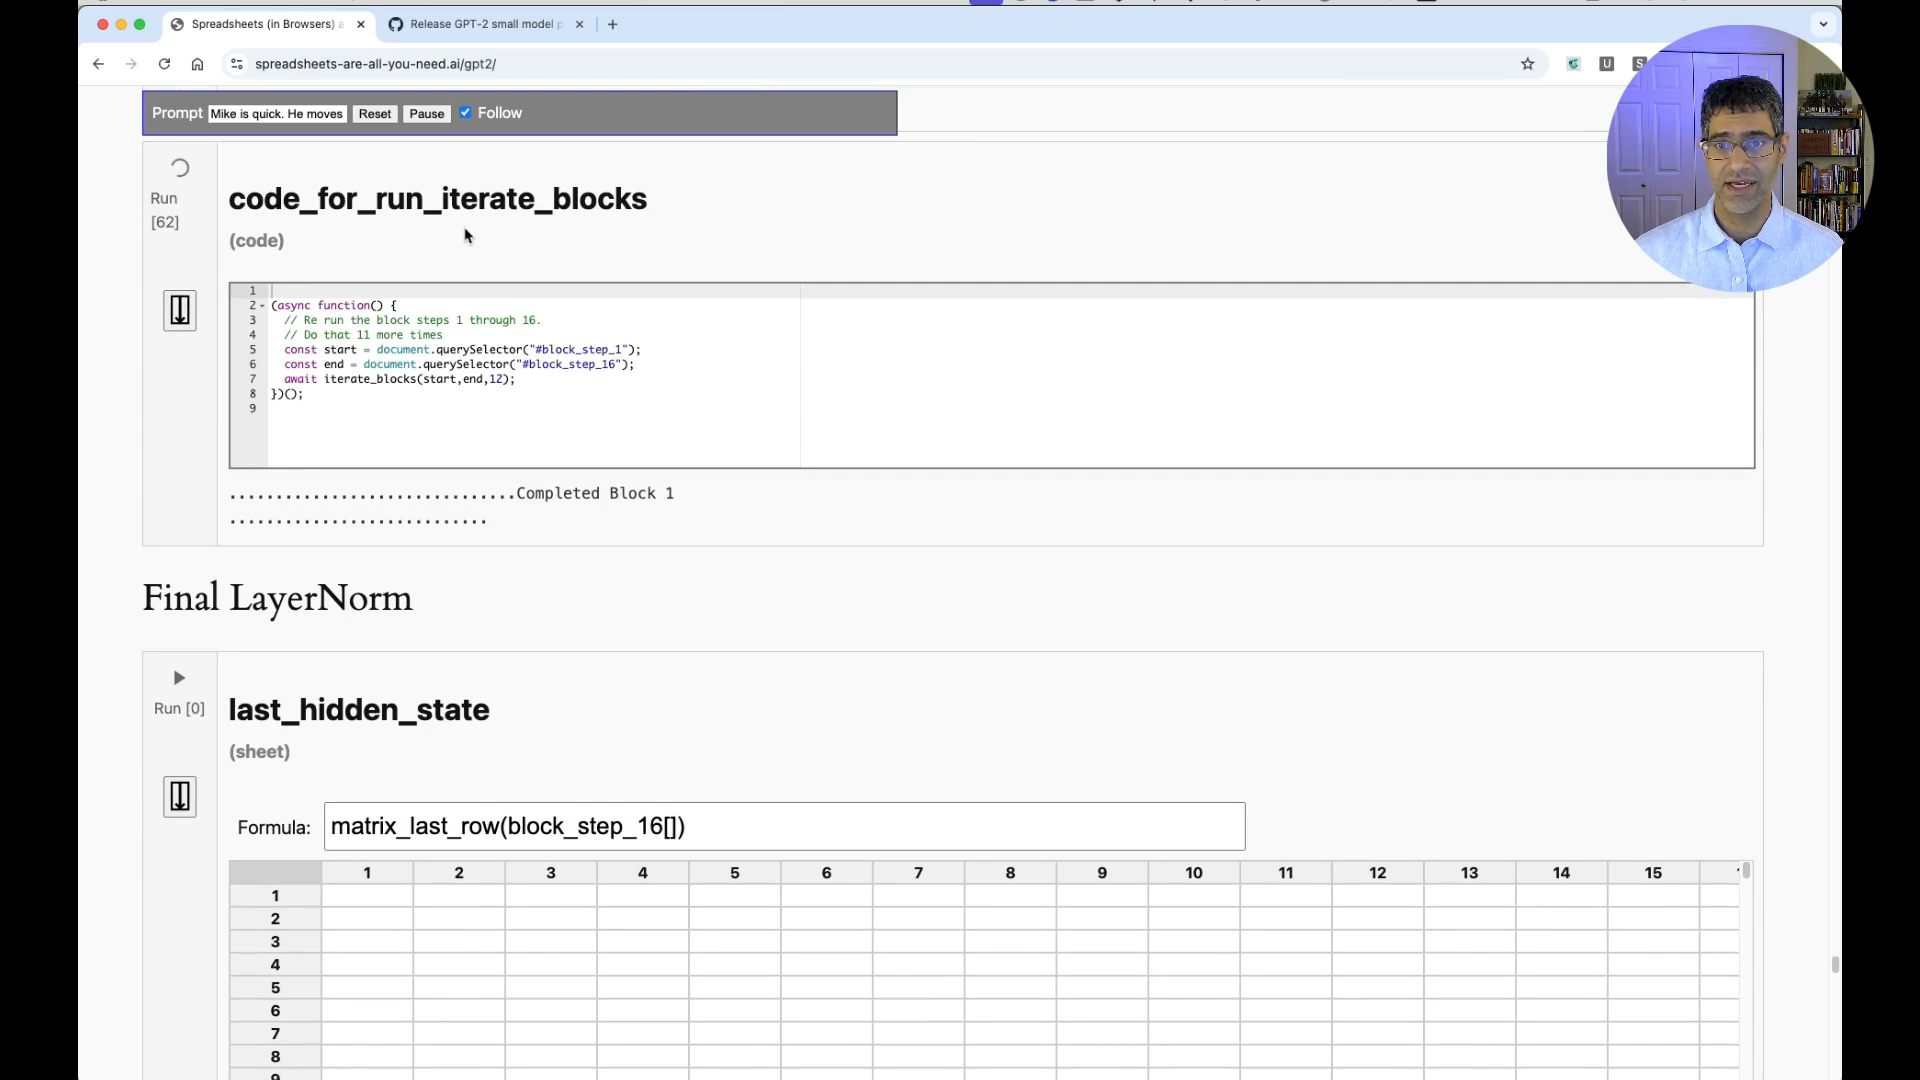 Spreadsheets (in Browsers) a
Release GPT-2 small model p
spreadsheets-are-all-you-need.ai/gpt2/
U
S
Prompt Mike is quick. He moves Reset Pause Follow
Run
[62]
code_for_run_iterate_blocks
(code)
1
2 (async function() {
3 // Re run the block steps 1 through 16.
4 // Do that 11 more times
5 const start = document.querySelector("#block_step_1");
6 const end = document.querySelector("#block_step_16");
7 await iterate_blocks(start,end,12);
8 })();
9
...............................Completed Block 1
............................
Final LayerNorm
Run [0]
last_hidden_state
(sheet)
Formula: matrix_last_row(block_step_16[])
1 2 3 4 5 6 7 8 9 10 11 12 13 14 15
1
2
3
4
5
6
7
8
9